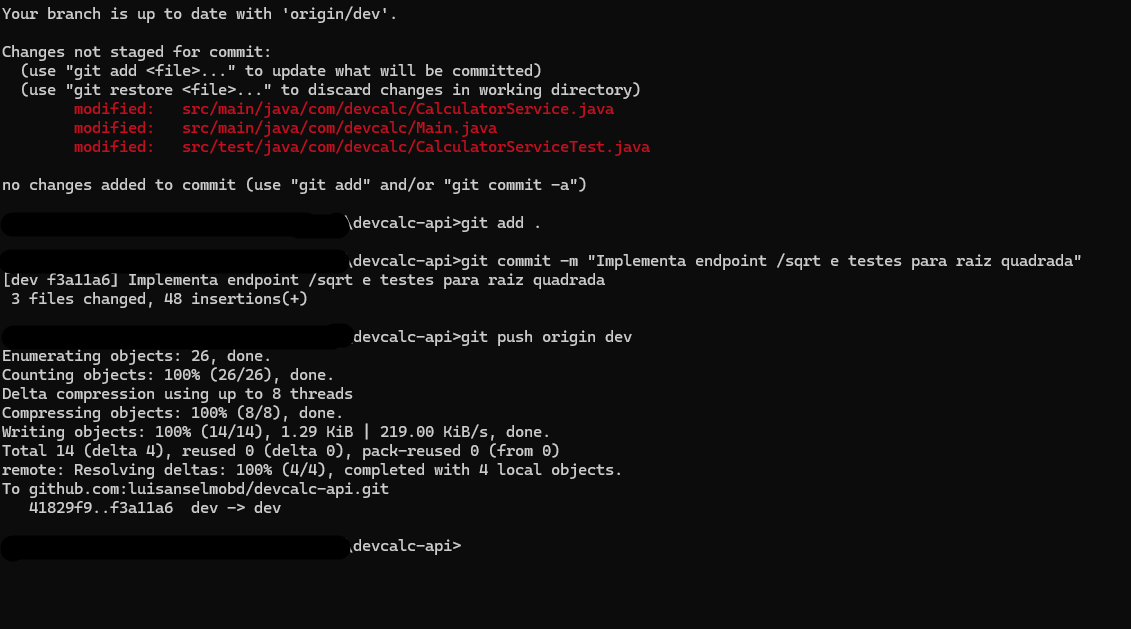 Your branch is up to date with 'origin/dev'.
Changes not staged for commit:
  (use "git add <file>..." to update what will be committed)
  (use "git restore <file>..." to discard changes in working directory)
        modified:   src/main/java/com/devcalc/CalculatorService.java
        modified:   src/main/java/com/devcalc/Main.java
        modified:   src/test/java/com/devcalc/CalculatorServiceTest.java
no changes added to commit (use "git add" and/or "git commit -a")
\devcalc-api>git add .
\devcalc-api>git commit -m "Implementa endpoint /sqrt e testes para raiz quadrada"
[dev f3a11a6] Implementa endpoint /sqrt e testes para raiz quadrada
 3 files changed, 48 insertions(+)
devcalc-api>git push origin dev
Enumerating objects: 26, done.
Counting objects: 100% (26/26), done.
Delta compression using up to 8 threads
Compressing objects: 100% (8/8), done.
Writing objects: 100% (14/14), 1.29 KiB | 219.00 KiB/s, done.
Total 14 (delta 4), reused 0 (delta 0), pack-reused 0 (from 0)
remote: Resolving deltas: 100% (4/4), completed with 4 local objects.
To github.com:luisanselmobd/devcalc-api.git
   41829f9..f3a11a6  dev -> dev
\devcalc-api>